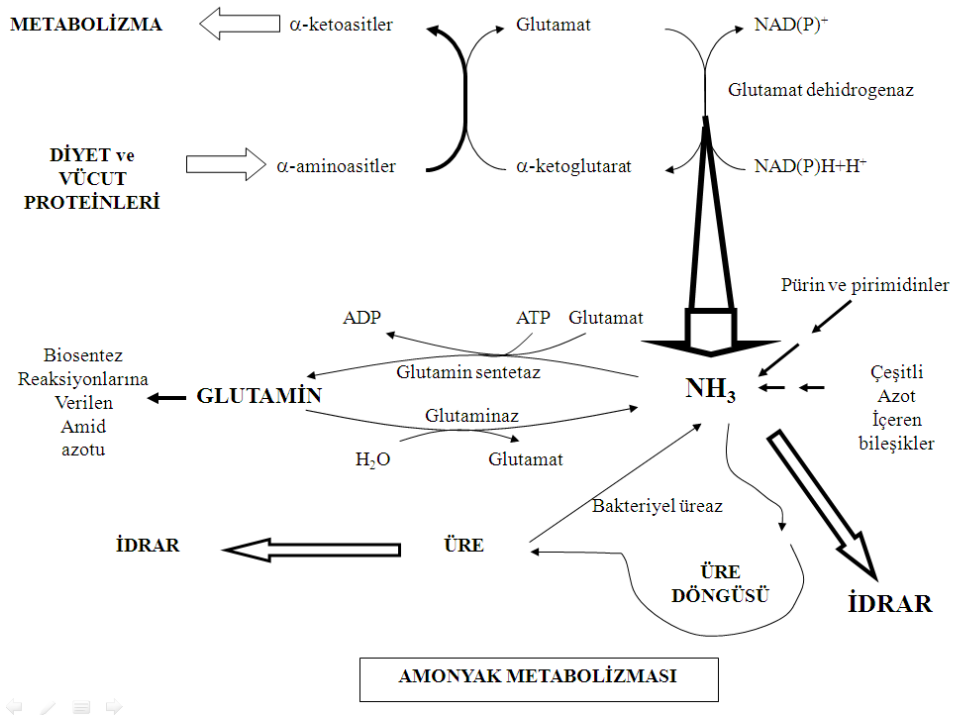 METABOLİZMA
α-ketoasitler
Glutamat
NAD(P)+
Glutamat dehidrogenaz
DİYET ve
VÜCUT
PROTEİNLERİ
α-aminoasitler
α-ketoglutarat
NAD(P)H+H+
Pürin ve pirimidinler
ADP
ATP
Glutamat
Glutamin sentetaz
Biosentez
Reaksiyonlarına
Verilen
Amid
azotu
GLUTAMİN
NH3
Çeşitli
Azot
İçeren
bileşikler
Glutaminaz
H2O
Glutamat
Bakteriyel üreaz
İDRAR
ÜRE
ÜRE
DÖNGÜSÜ
İDRAR
AMONYAK METABOLİZMASI